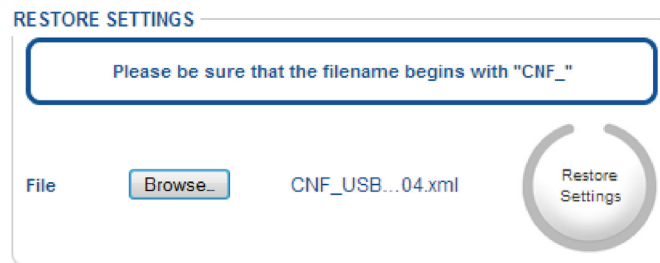 RESTORE SETTINGS
Please be sure that the filename begins with "CNF_"
File Browse... CNF_USB...04.xml
Restore
Settings